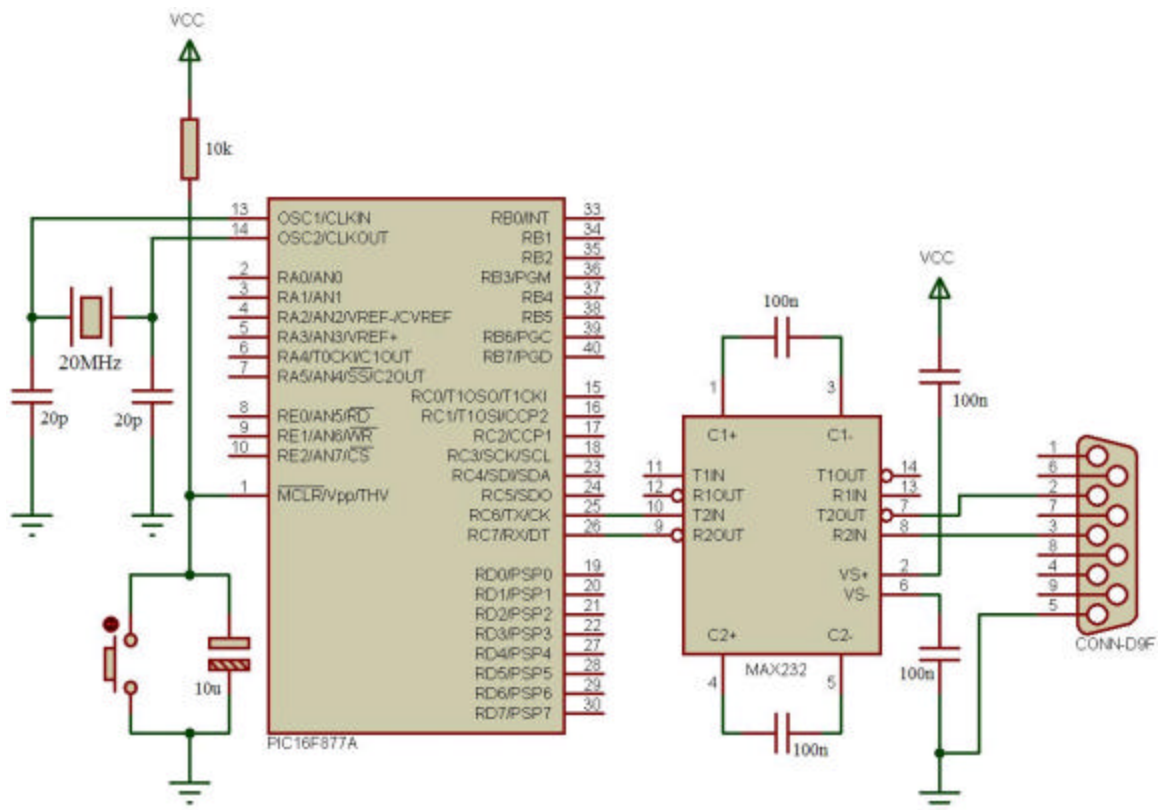 VCC
10k
20MHz
20p
20p
13 OSC1/CLKIN
14 OSC2/CLKOUT
2 RA0/AN0
3 RA1/AN1
4 RA2/AN2/VREF-/CVREF
5 RA3/AN3/VREF+
6 RA4/T0CKI/C1OUT
7 RA5/AN4/SS/C2OUT
8 RE0/AN5/RD
9 RE1/AN6/WR
10 RE2/AN7/CS
1 MCLR/Vpp/THV
RB0/INT 33
RB1 34
RB2 35
RB3/PGM 36
RB4 37
RB5 38
RB6/PGC 39
RB7/PGD 40
RC0/T1OSO/T1CKI 15
RC1/T1OSI/CCP2 16
RC2/CCP1 17
RC3/SCK/SCL 18
RC4/SDI/SDA 23
RC5/SDO 24
RC6/TX/CK 25
RC7/RX/DT 26
RD0/PSP0 19
RD1/PSP1 20
RD2/PSP2 21
RD3/PSP3 22
RD4/PSP4 27
RD5/PSP5 28
RD6/PSP6 29
RD7/PSP7 30
PIC16F877A
10u
100n
1 3
C1+ C1-
11 T1IN T1OUT 14
12 R1OUT R1IN 13
10 T2IN T2OUT 7
9 R2OUT R2IN 8
VS+ 2
VS- 6
C2+ C2-
MAX232
4 5
100n
VCC
100n
100n
1
6
2
7
3
8
4
9
5
CONN-D9F